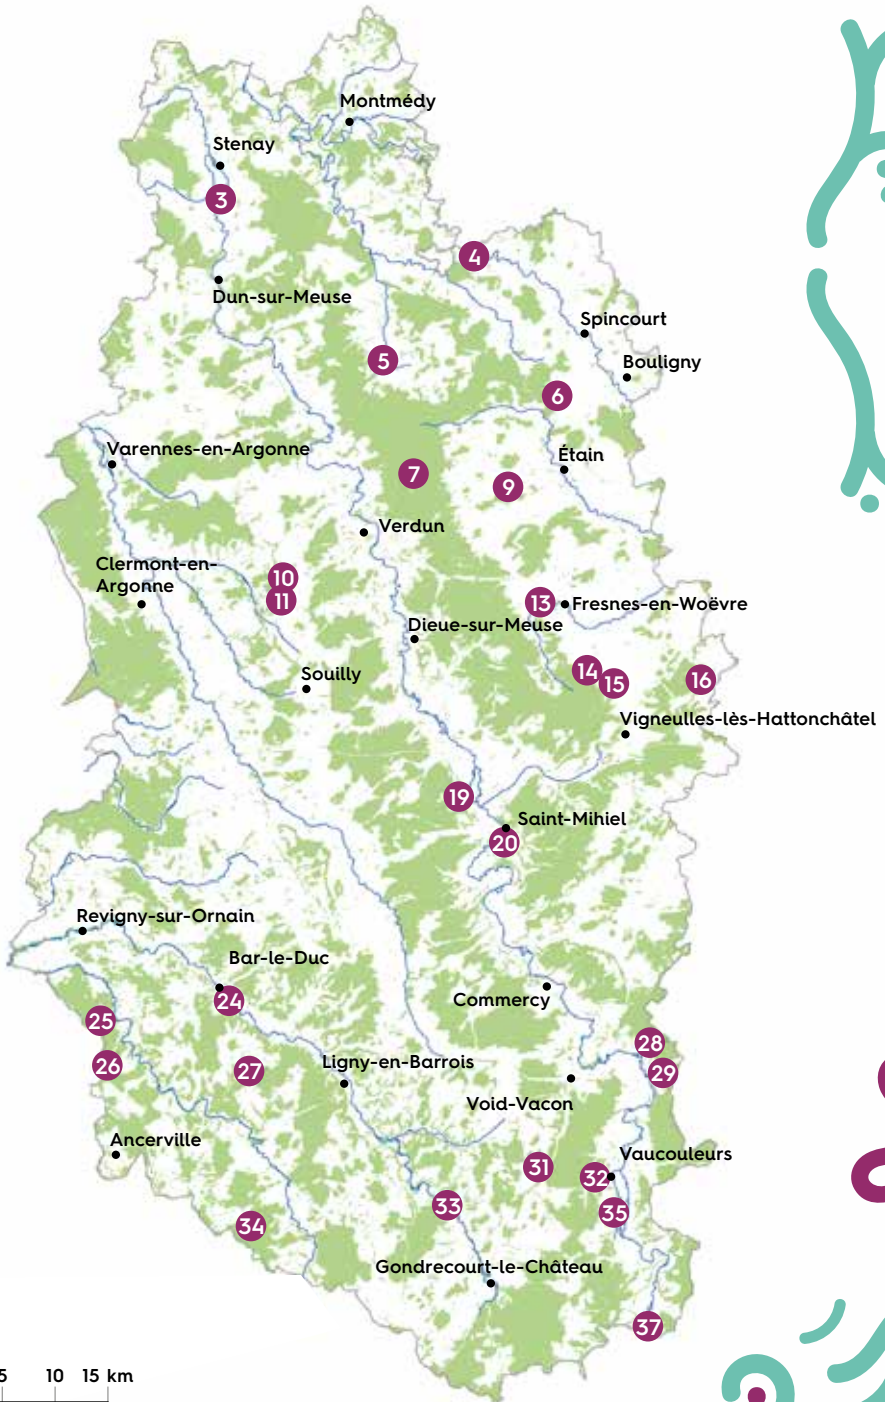 Montmédy
Stenay
3
4
Dun-sur-Meuse
Spincourt
5
Bouligny
6
Varennes-en-Argonne
Étain
7
9
Verdun
Clermont-en-
Argonne
10
11
13
Fresnes-en-Woëvre
Dieue-sur-Meuse
14
15
16
Souilly
Vigneulles-lès-Hattonchâtel
19
Saint-Mihiel
20
Revigny-sur-Ornain
Bar-le-Duc
24
Commercy
25
28
26
27
Ligny-en-Barrois
29
Void-Vacon
Ancerville
31
Vaucouleurs
32
33
35
34
Gondrecourt-le-Château
37
5 10 15 km